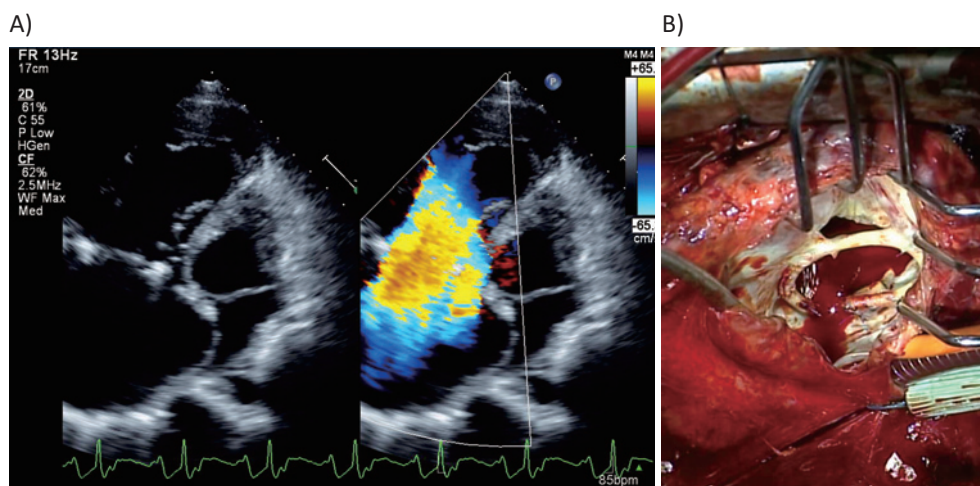 A)
B)
FR 13Hz
17cm
2D
61%
C 55
P Low
HGen
CF
62%
2.5MHz
WF Max
Med
P
M4 M4
+65.
-65.
cm/
85bpm